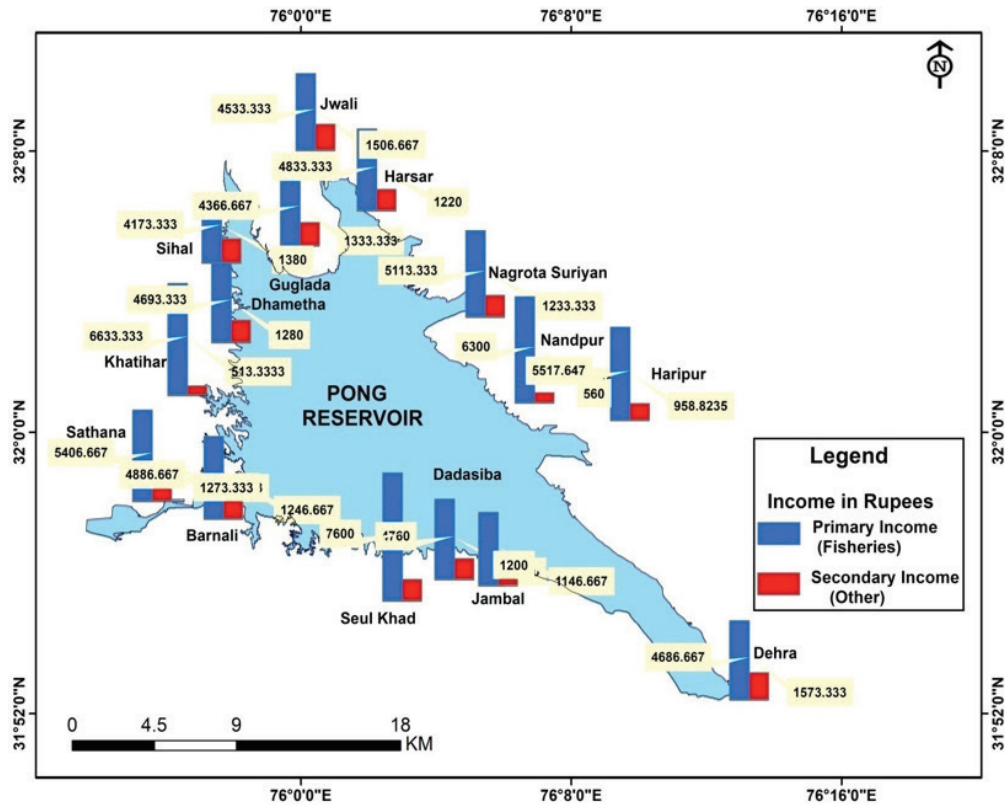 76°0'0"E
76°8'0"E
76°16'0"E
N
32°8'0"N
32°8'0"N
4533.333
Jwali
1506.667
4833.333
Harsar
1220
4366.667
4173.333
1333.333
Sihal
1380
Guglada
5113.333
Nagrota Suriyan
4693.333
Dhametha
1233.333
1280
6633.333
6300
Nandpur
Khatihar
513.3333
5517.647
Haripur
560
958.8235
PONG
RESERVOIR
32°0'0"N
32°0'0"N
Sathana
5406.667
4886.667
1273.333
Dadasiba
1246.667
7600
4760
1200
1146.667
Barnali
Jambal
Seul Khad
Legend
Income in Rupees
Primary Income
(Fisheries)
Secondary Income
(Other)
4686.667
Dehra
1573.333
31°52'0"N
31°52'0"N
0
4.5
9
18
KM
76°0'0"E
76°8'0"E
76°16'0"E